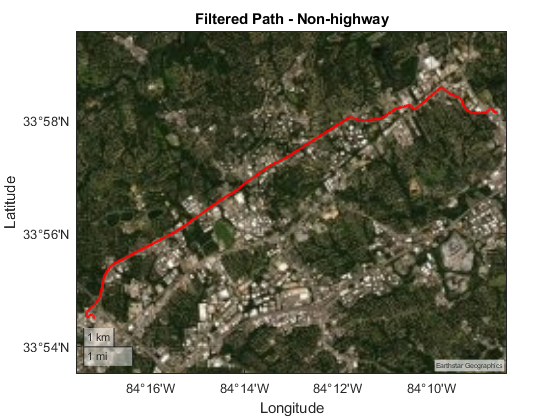 Filtered Path - Non-highway
Latitude
33°58'N
33°56'N
33°54'N
1 km
1 mi
Earthstar Geographics
84°16'W 84°14'W 84°12'W 84°10'W
Longitude